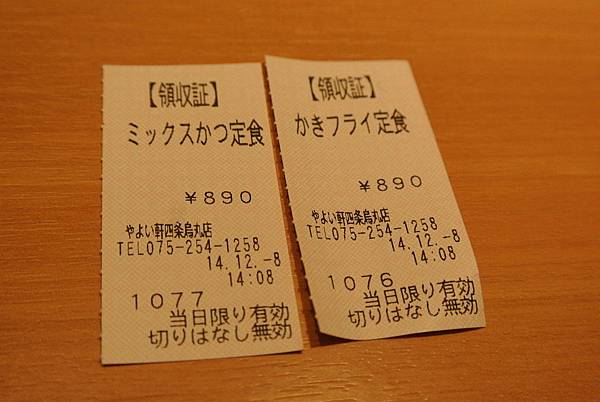 【領収証】
ミックスかつ定食
¥890
やよい軒四条烏丸店
TEL075-254-1258
14.12.-8
14:08
1077
当日限り有効
切りはなし無効
【領収証】
かきフライ定食
¥890
やよい軒四条烏丸店
TEL075-254-1258
14.12.-8
14:08
1076
当日限り有効
切りはなし無効